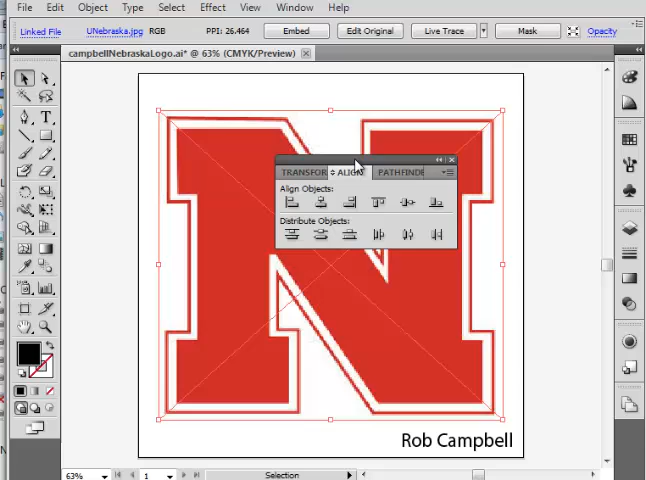 File Edit Object Type Select Effect View Window Help
Linked File UNebraska.jpg RGB PPI: 26.464 Embed Edit Original Live Trace Mask Opacity
campbellNebraskaLogo.ai* @ 63% (CMYK/Preview)
TRANSFOR ALIGN PATHFINDE
Align Objects:
Distribute Objects:
N
Rob Campbell
63% 1 Selection